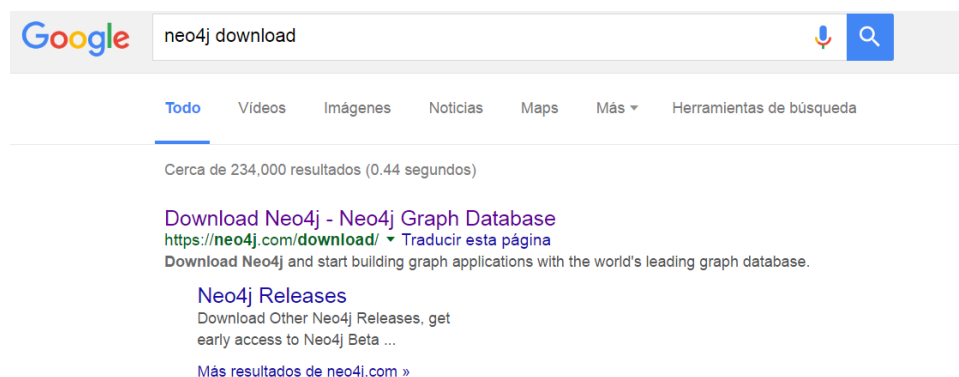 Google neo4j download
Todo Vídeos Imágenes Noticias Maps Más Herramientas de búsqueda
Cerca de 234,000 resultados (0.44 segundos)
Download Neo4j - Neo4j Graph Database
https://neo4j.com/download/ Traducir esta página
Download Neo4j and start building graph applications with the world's leading graph database.
Neo4j Releases
Download Other Neo4j Releases, get
early access to Neo4j Beta ...
Más resultados de neo4j.com »